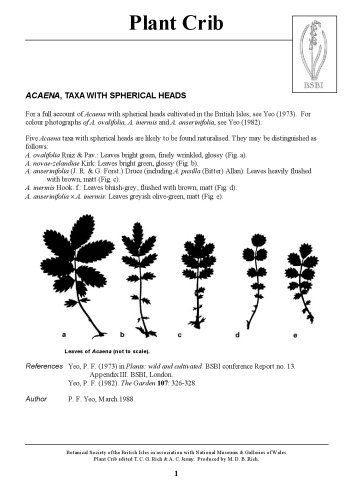 Plant Crib
BSBI
ACAENA, TAXA WITH SPHERICAL HEADS
For a full account of Acaena with spherical heads cultivated in the British Isles, see Yeo (1973).  For
colour photographs of A. ovalifolia, A. inermis and A. anserinifolia, see Yeo (1982).
Five Acaena taxa with spherical heads are likely to be found naturalised. They may be distinguished as
follows:
A. ovalifolia Ruiz & Pav.: Leaves bright green, finely wrinkled, glossy (Fig. a).
A. novae-zelandiae Kirk: Leaves bright green, glossy (Fig. b).
A. anserinifolia (J. R. & G. Forst.) Druce (including A. pusilla (Bitter) Allan): Leaves heavily flushed
with brown, matt (Fig. c).
A. inermis Hook. f.: Leaves bluish-grey, flushed with brown, matt (Fig. d).
A. anserinifolia × A. inermis: Leaves greyish olive-green, matt (Fig. e).
a b c d e
Leaves of Acaena (not to scale).
References Yeo, P. F. (1973) in Plants: wild and cultivated. BSBI conference Report no. 13.
Appendix III. BSBI, London.
Yeo, P. F. (1982). The Garden 107: 326-328.
Author P. F. Yeo, March 1988.
Botanical Society of the British Isles in association with National Museums & Galleries of Wales
Plant Crib edited T. C. G. Rich & A. C. Jermy.  Produced by M. D. B. Rich.
1